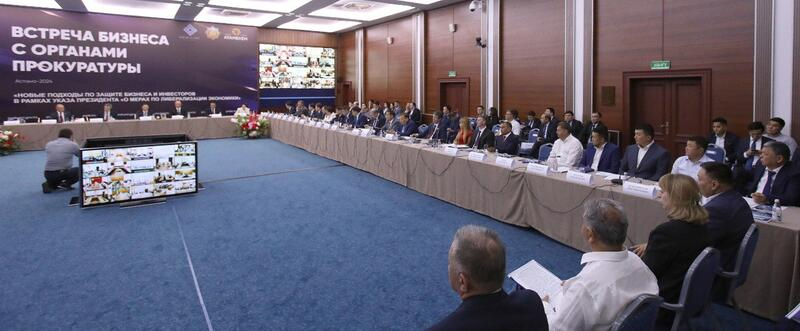 ВСТРЕЧА БИЗНЕСА
С ОРГАНАМИ
ПРОКУРАТУРЫ
Астана-2024
«НОВЫЕ ПОДХОДЫ ПО ЗАЩИТЕ БИЗНЕСА И ИНВЕСТОРОВ
В РАМКАХ УКАЗА ПРЕЗИДЕНТА «О МЕРАХ ПО ЛИБЕРАЛИЗАЦИИ ЭКОНОМИКИ»
ATAMEKEN